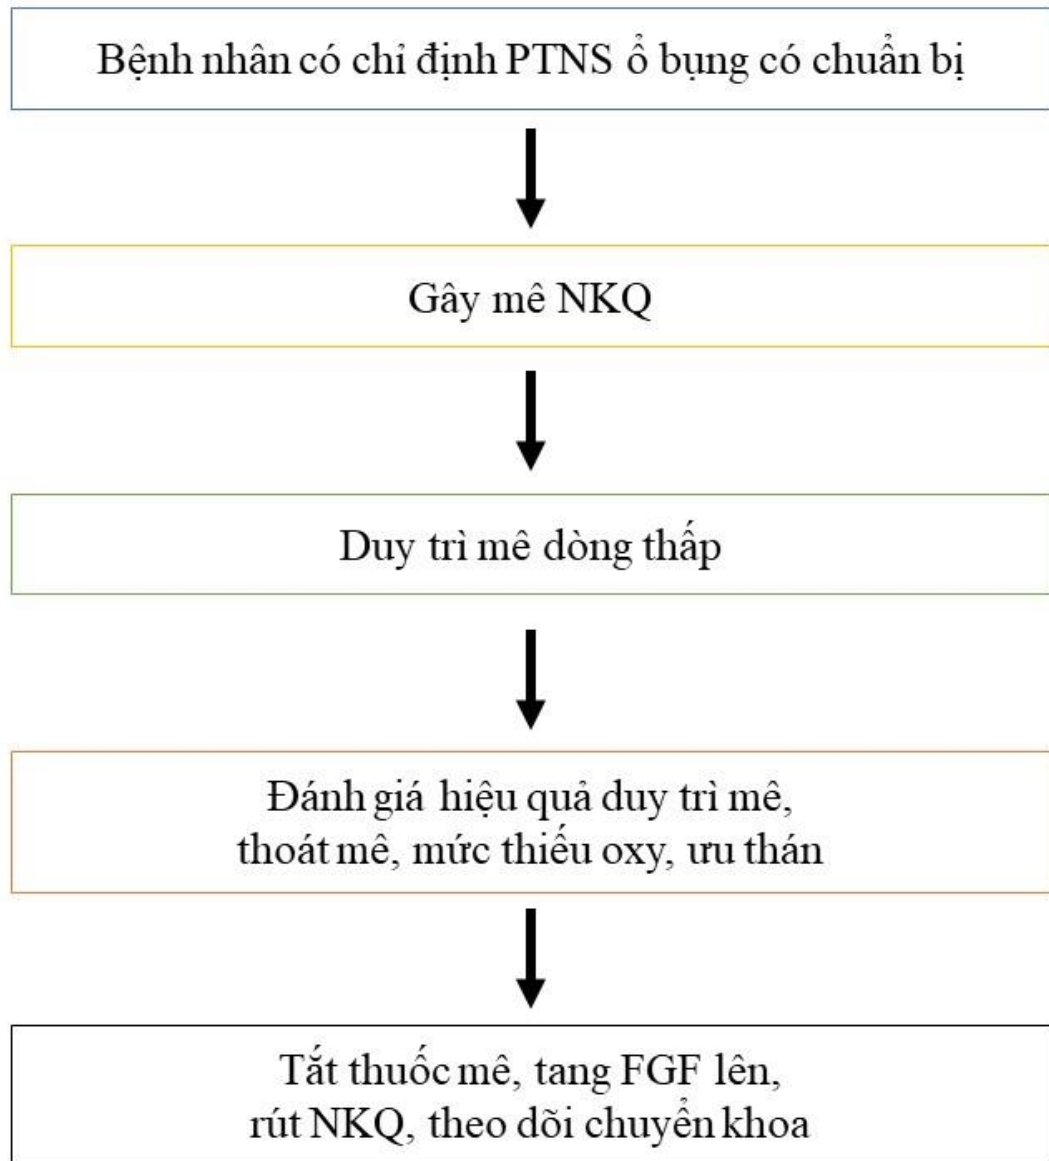 Bệnh nhân có chỉ định PTNS ổ bụng có chuẩn bị
Gây mê NKQ
Duy trì mê dòng thấp
Đánh giá hiệu quả duy trì mê,
thoát mê, mức thiếu oxy, ưu thán
Tắt thuốc mê, tang FGF lên,
rút NKQ, theo dõi chuyển khoa